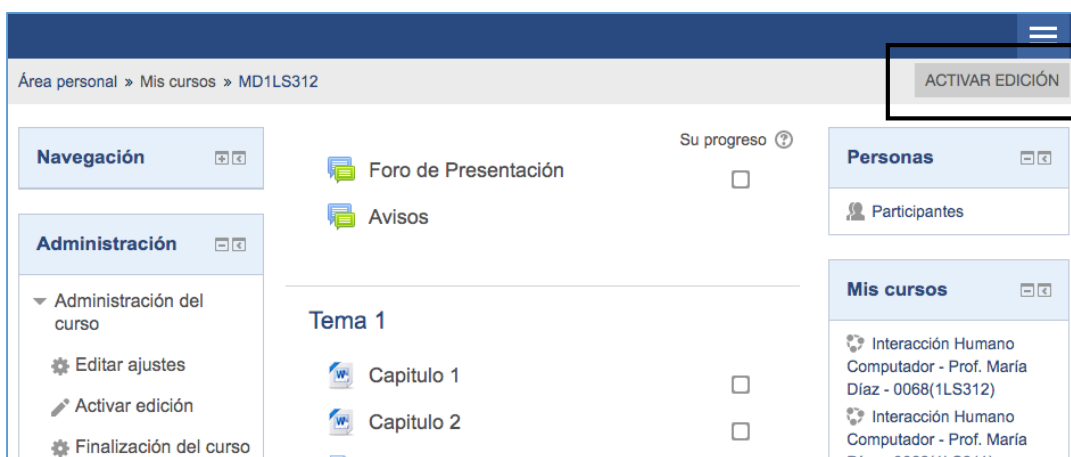 Área personal » Mis cursos » MD1LS312
ACTIVAR EDICIÓN
Navegación
Administración
Administración del
curso
Editar ajustes
Activar edición
Finalización del curso
Su progreso
Foro de Presentación
Avisos
Tema 1
Capitulo 1
Capitulo 2
Personas
Participantes
Mis cursos
Interacción Humano
Computador - Prof. María
Díaz - 0068(1LS312)
Interacción Humano
Computador - Prof. María